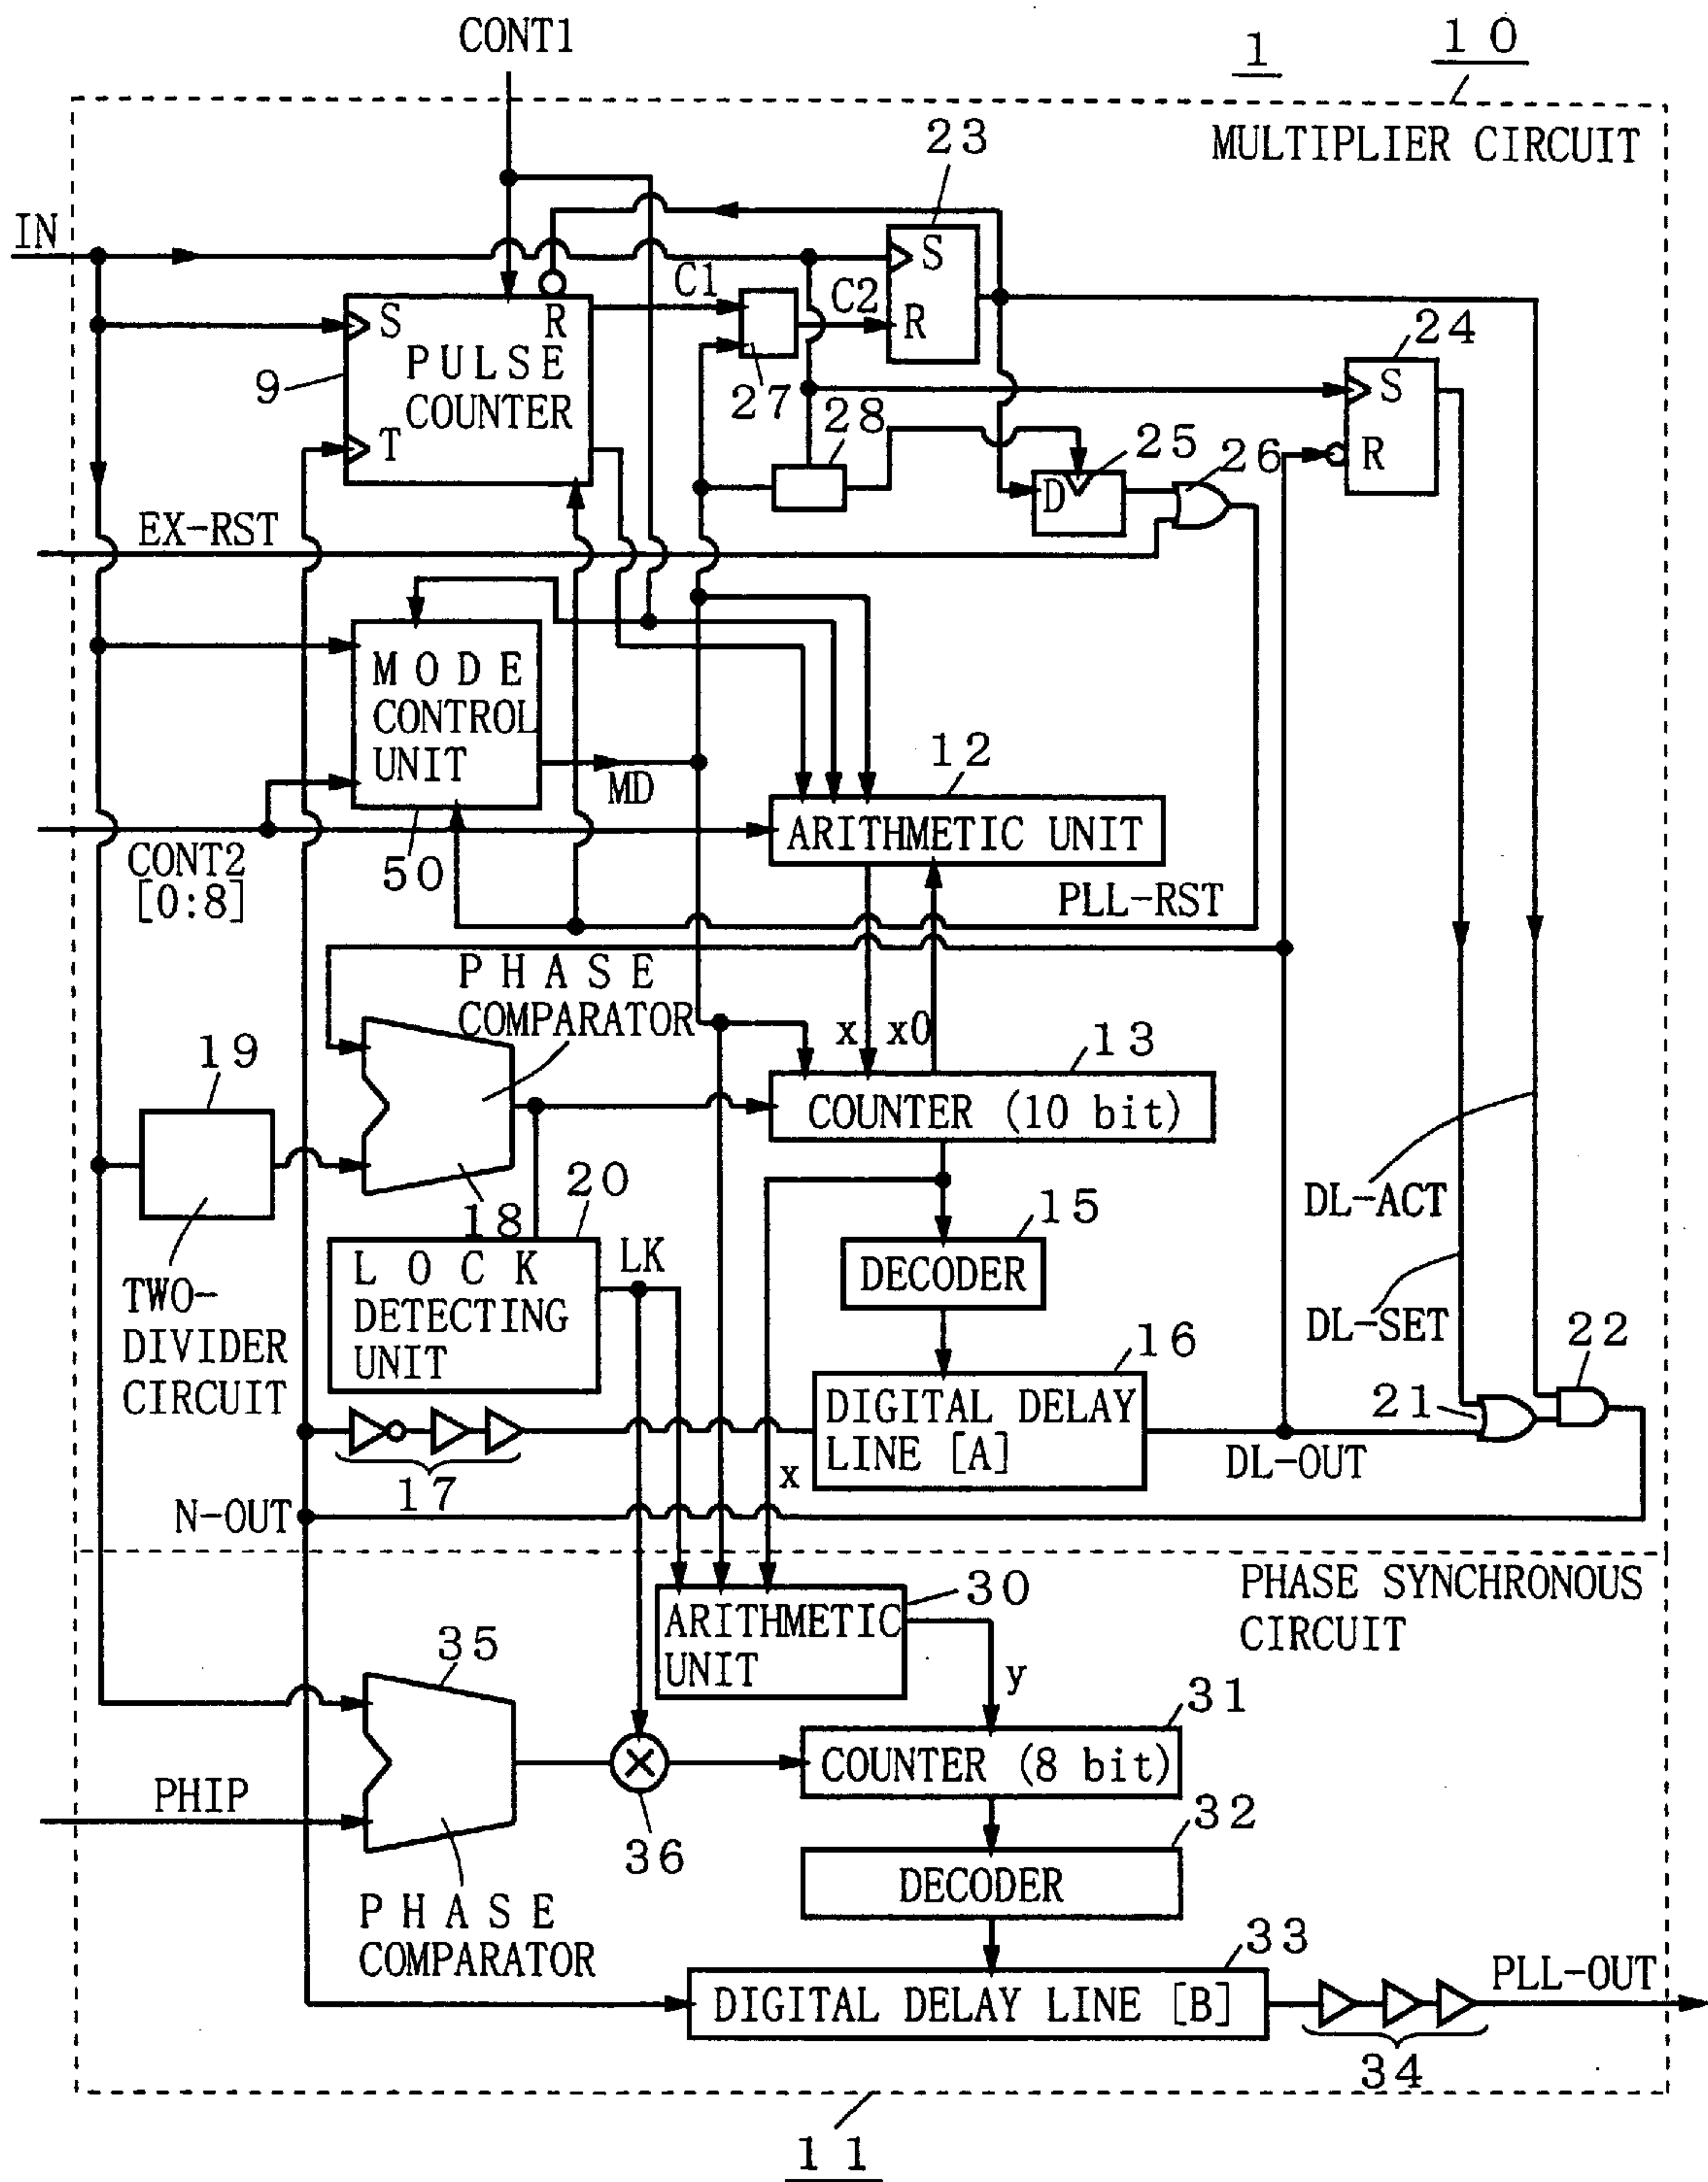 CONT1
1
10
MULTIPLIER CIRCUIT
23
IN
S
R
C1
C2
S
R
PULSE
COUNTER
T
9
27
28
24
S
R
25
D
26
EX-RST
MODE
CONTROL
UNIT
MD
50
CONT2
[0:8]
12
ARITHMETIC UNIT
PLL-RST
PHASE
COMPARATOR
x
x0
13
COUNTER (10 bit)
19
18
20
LK
LOCK
DETECTING
UNIT
TWO-
DIVIDER
CIRCUIT
15
DECODER
DL-ACT
DL-SET
16
DIGITAL DELAY
LINE [A]
22
21
DL-OUT
17
x
N-OUT
PHASE SYNCHRONOUS
CIRCUIT
30
ARITHMETIC
UNIT
y
35
31
COUNTER (8 bit)
PHIP
36
32
DECODER
PHASE
COMPARATOR
33
DIGITAL DELAY LINE [B]
PLL-OUT
34
11